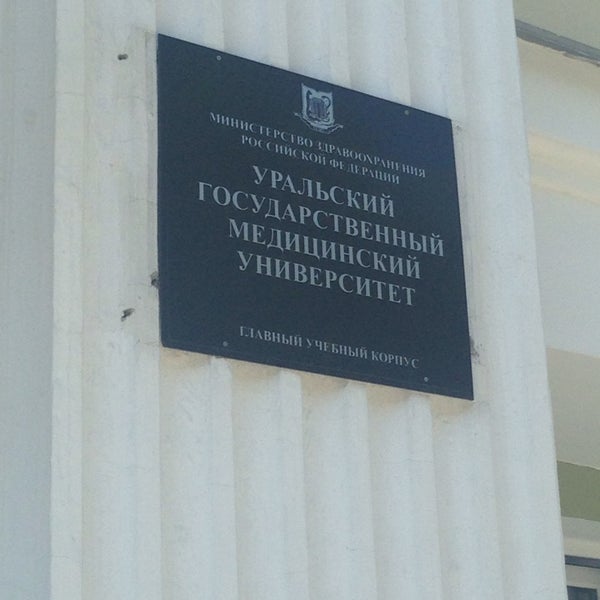 МИНИСТЕРСТВО ЗДРАВООХРАНЕНИЯ
РОССИЙСКОЙ ФЕДЕРАЦИИ
УРАЛЬСКИЙ
ГОСУДАРСТВЕННЫЙ
МЕДИЦИНСКИЙ
УНИВЕРСИТЕТ
ГЛАВНЫЙ УЧЕБНЫЙ КОРПУС